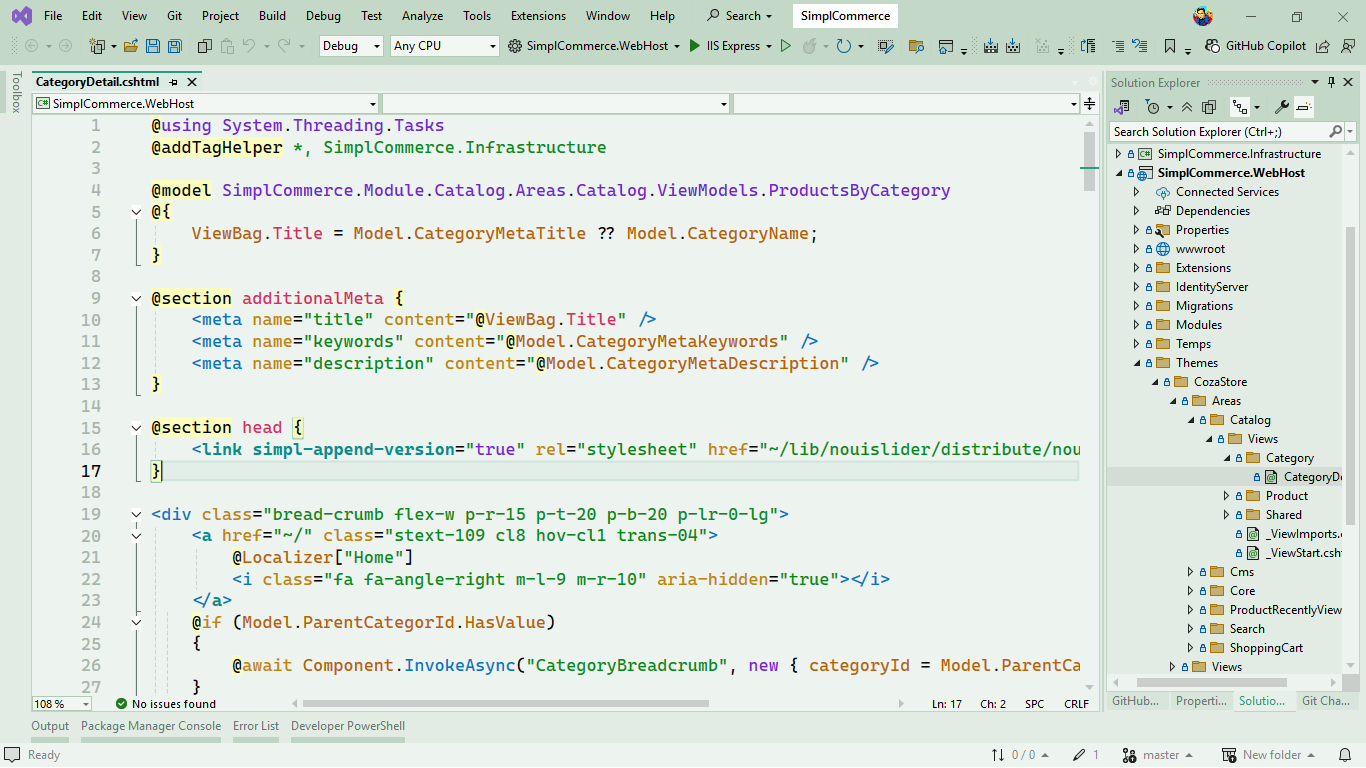 File Edit View Git Project Build Debug Test Analyze Tools Extensions Window Help Search SimplCommerce
Debug Any CPU SimplCommerce.WebHost IIS Express GitHub Copilot
Toolbox
CategoryDetail.cshtml
SimplCommerce.WebHost
1 @using System.Threading.Tasks
2 @addTagHelper *, SimplCommerce.Infrastructure
3
4 @model SimplCommerce.Module.Catalog.Areas.Catalog.ViewModels.ProductsByCategory
5 @{
6 ViewBag.Title = Model.CategoryMetaTitle ?? Model.CategoryName;
7 }
8
9 @section additionalMeta {
10 <meta name="title" content="@ViewBag.Title" />
11 <meta name="keywords" content="@Model.CategoryMetaKeywords" />
12 <meta name="description" content="@Model.CategoryMetaDescription" />
13 }
14
15 @section head {
16 <link simpl-append-version="true" rel="stylesheet" href="~/lib/nouislider/distribute/nou
17 }
18
19 <div class="bread-crumb flex-w p-r-15 p-t-20 p-b-20 p-lr-0-lg">
20 <a href="~/" class="stext-109 cl8 hov-cl1 trans-04">
21 @Localizer["Home"]
22 <i class="fa fa-angle-right m-l-9 m-r-10" aria-hidden="true"></i>
23 </a>
24 @if (Model.ParentCategorId.HasValue)
25 {
26 @await Component.InvokeAsync("CategoryBreadcrumb", new { categoryId = Model.ParentCa
27 }
108 % No issues found Ln: 17 Ch: 2 SPC CRLF
Solution Explorer
Search Solution Explorer (Ctrl+;)
SimplCommerce.Infrastructure
SimplCommerce.WebHost
Connected Services
Dependencies
Properties
wwwroot
Extensions
IdentityServer
Migrations
Modules
Temps
Themes
CozaStore
Areas
Catalog
Views
Category
CategoryDe
Product
Shared
_ViewImports.c
_ViewStart.csht
Cms
Core
ProductRecentlyView
Search
ShoppingCart
Views
GitHub... Properti... Solutio... Git Cha...
Output Package Manager Console Error List Developer PowerShell
Ready 0 / 0 1 master New folder